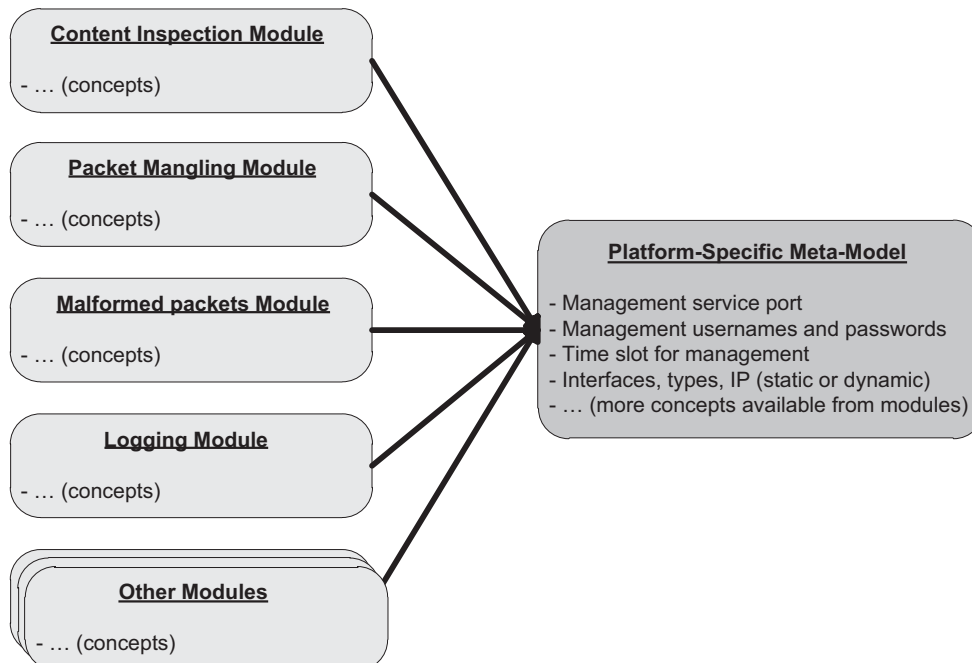 Content Inspection Module
- … (concepts)
Packet Mangling Module
- … (concepts)
Malformed packets Module
- … (concepts)
Logging Module
- … (concepts)
Other Modules
- … (concepts)
Platform-Specific Meta-Model
- Management service port
- Management usernames and passwords
- Time slot for management
- Interfaces, types, IP (static or dynamic)
- … (more concepts available from modules)